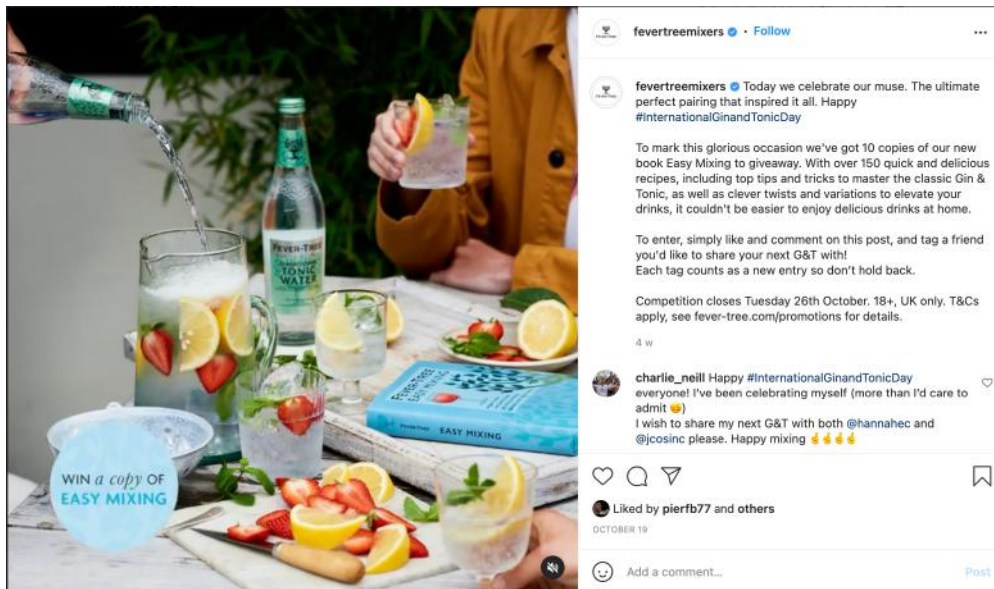 FEVER-TREE
TONIC
WATER
FEVER-TREE
EASY MIXING
FEVER-TREE
EASY MIXING
WIN a copy OF
EASY MIXING
fevertreemixers • Follow
fevertreemixers Today we celebrate our muse. The ultimate
perfect pairing that inspired it all. Happy
#InternationalGinandTonicDay
To mark this glorious occasion we've got 10 copies of our new
book Easy Mixing to giveaway. With over 150 quick and delicious
recipes, including top tips and tricks to master the classic Gin &
Tonic, as well as clever twists and variations to elevate your
drinks, it couldn't be easier to enjoy delicious drinks at home.
To enter, simply like and comment on this post, and tag a friend
you'd like to share your next G&T with!
Each tag counts as a new entry so don't hold back.
Competition closes Tuesday 26th October. 18+, UK only. T&Cs
apply, see fever-tree.com/promotions for details.
4 w
charlie_neill Happy #InternationalGinandTonicDay
everyone! I've been celebrating myself (more than I'd care to
admit 😊)
I wish to share my next G&T with both @hannahec and
@jcosinc please. Happy mixing 🤞🤞🤞🤞
Liked by pierfb77 and others
OCTOBER 19
Add a comment...
Post